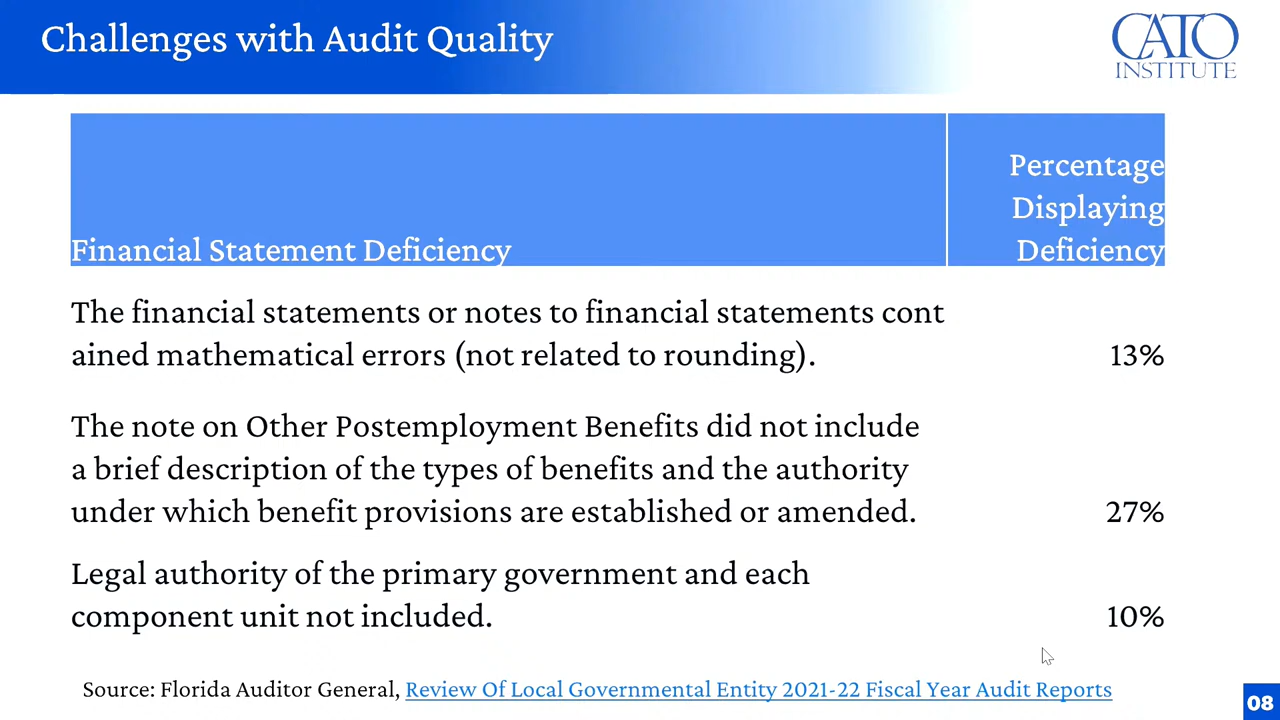 Challenges with Audit Quality
CATO
INSTITUTE
Percentage
Displaying
Financial Statement Deficiency Deficiency
The financial statements or notes to financial statements cont
ained mathematical errors (not related to rounding). 13%
The note on Other Postemployment Benefits did not include
a brief description of the types of benefits and the authority
under which benefit provisions are established or amended. 27%
Legal authority of the primary government and each
component unit not included. 10%
Source: Florida Auditor General, Review Of Local Governmental Entity 2021-22 Fiscal Year Audit Reports
08